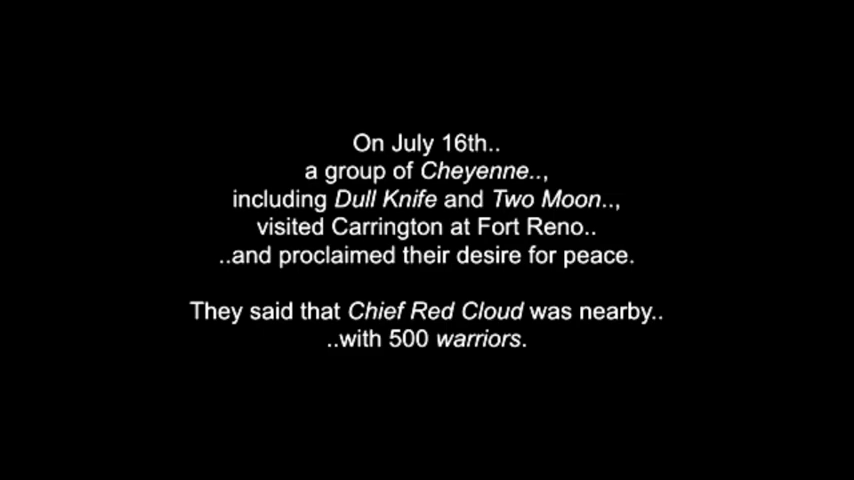 On July 16th..
a group of Cheyenne..,
including Dull Knife and Two Moon..,
visited Carrington at Fort Reno..
..and proclaimed their desire for peace.
They said that Chief Red Cloud was nearby..
..with 500 warriors.